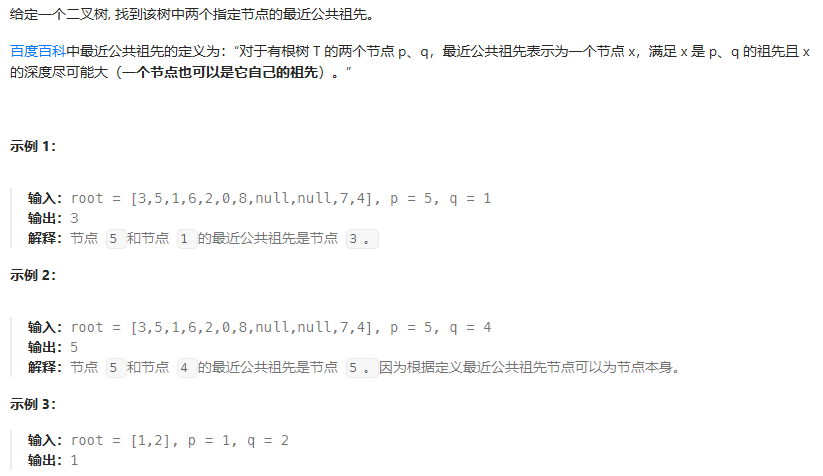 给定一个二叉树, 找到该树中两个指定节点的最近公共祖先。
百度百科中最近公共祖先的定义为：“对于有根树 T 的两个节点 p、q，最近公共祖先表示为一个节点 x，满足 x 是 p、q 的祖先且 x
的深度尽可能大（一个节点也可以是它自己的祖先）。”
示例 1：
输入：root = [3,5,1,6,2,0,8,null,null,7,4], p = 5, q = 1
输出：3
解释：节点 5 和节点 1 的最近公共祖先是节点 3 。
示例 2：
输入：root = [3,5,1,6,2,0,8,null,null,7,4], p = 5, q = 4
输出：5
解释：节点 5 和节点 4 的最近公共祖先是节点 5 。因为根据定义最近公共祖先节点可以为节点本身。
示例 3：
输入：root = [1,2], p = 1, q = 2
输出：1